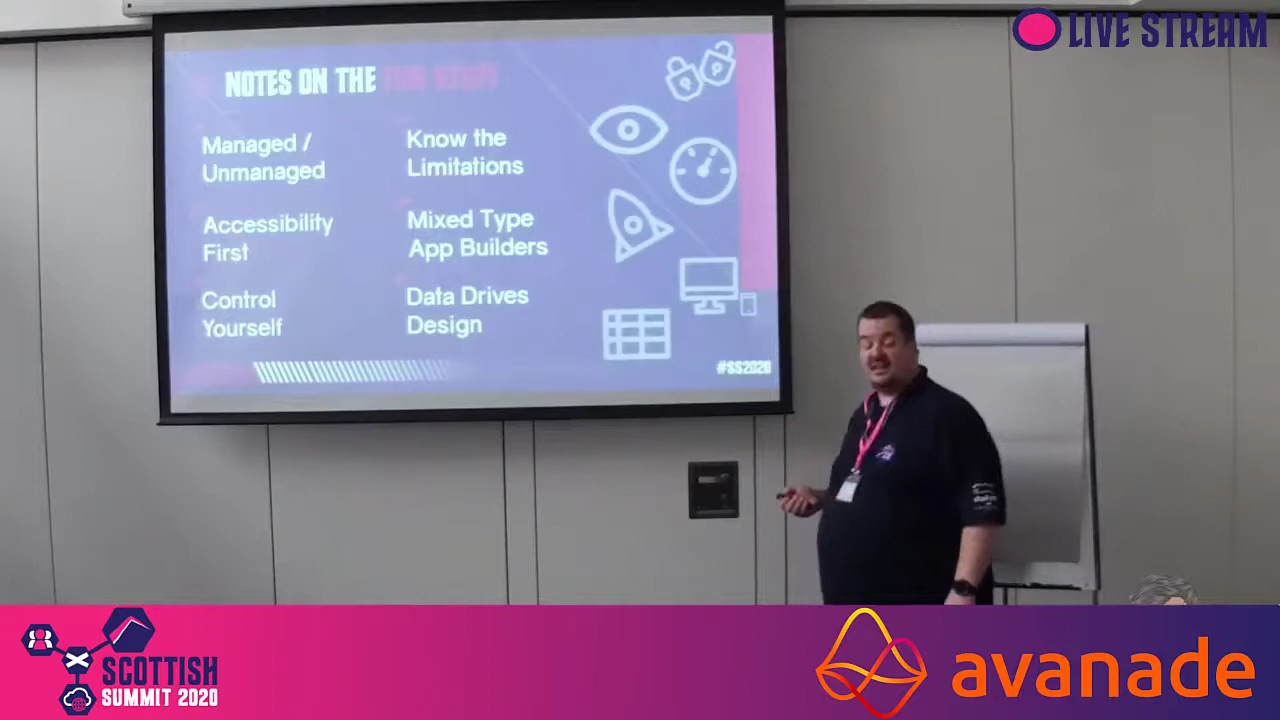 LIVE STREAM
NOTES ON THE
Managed /
Unmanaged
Accessibility
First
Control
Yourself
Know the
Limitations
Mixed Type
App Builders
Data Drives
Design
#SS2020
SCOTTISH
SUMMIT 2020
avanade